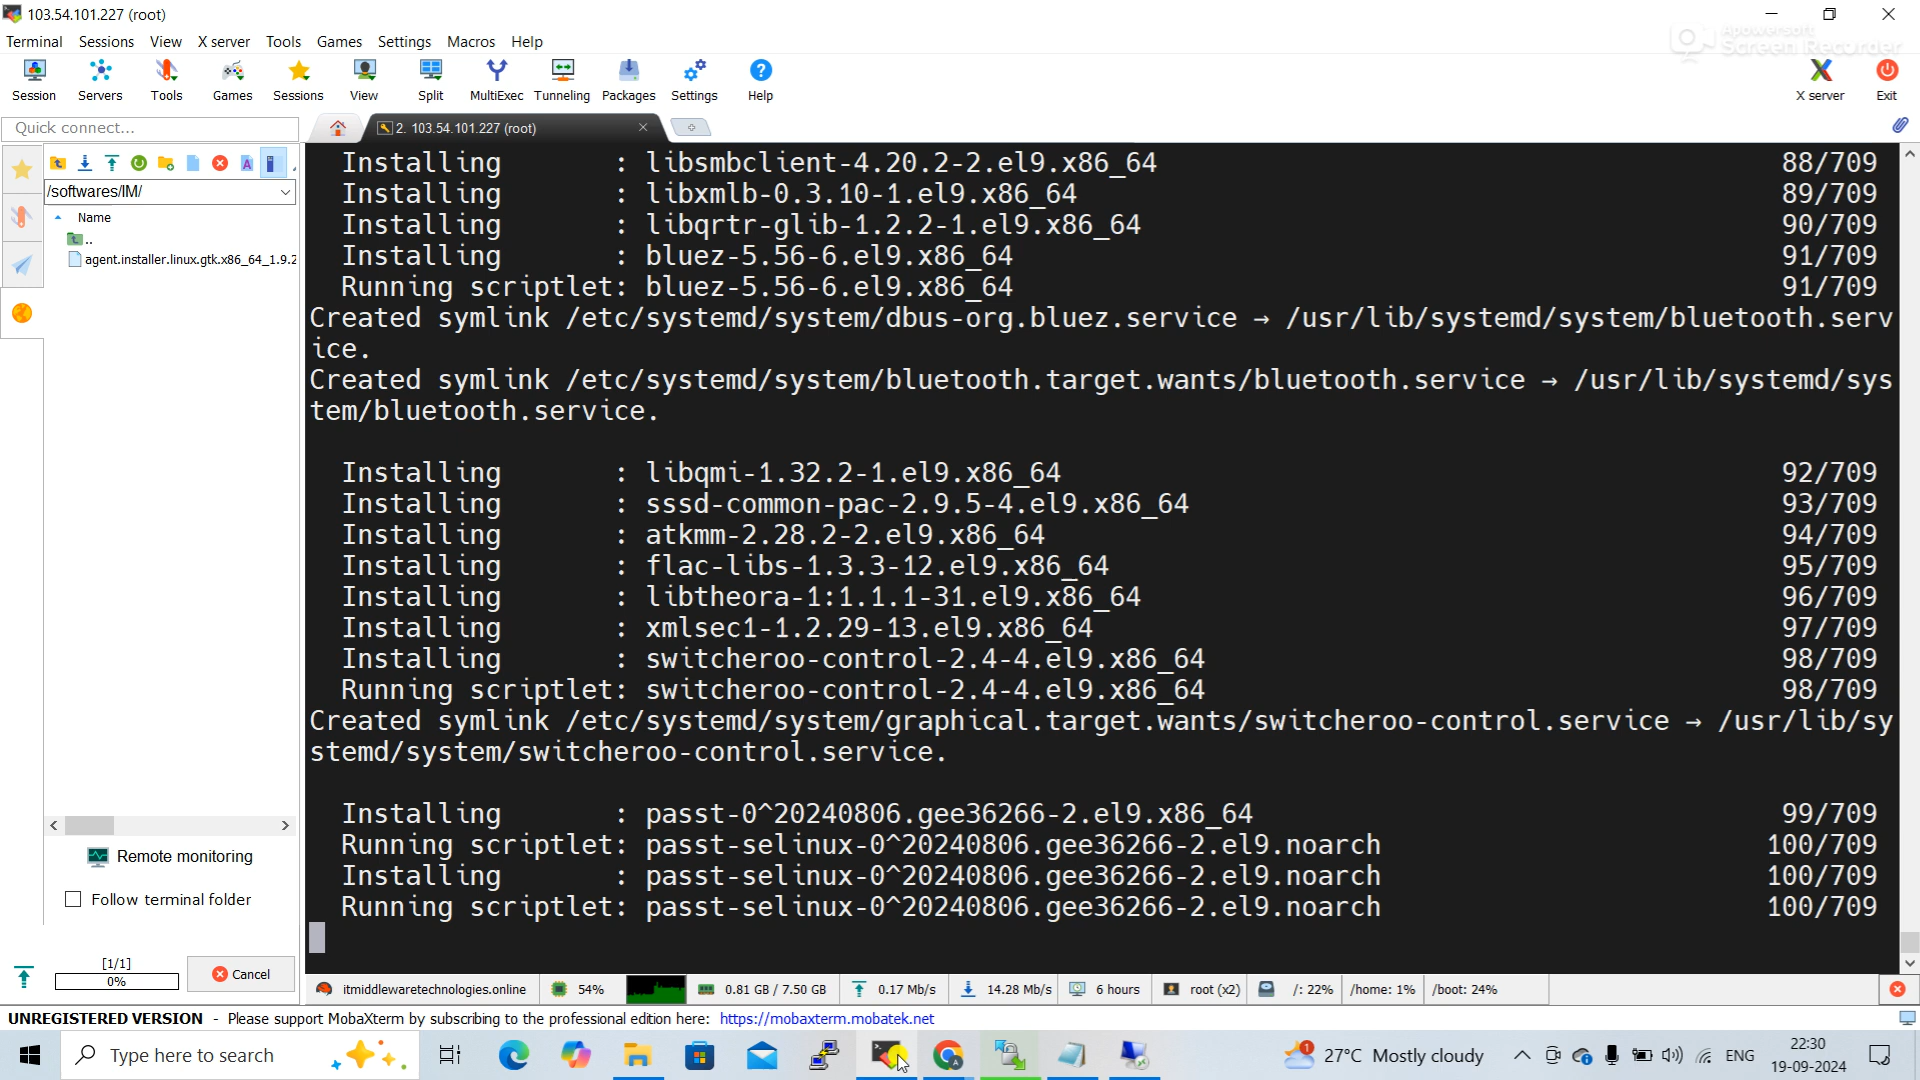 103.54.101.227 (root)
Apowersoft
Screen Recorder
Terminal Sessions View X server Tools Games Settings Macros Help
Session Servers Tools Games Sessions View Split MultiExec Tunneling Packages Settings Help X server Exit
Quick connect...
2. 103.54.101.227 (root)
/softwares/IM/
Name
..
agent.installer.linux.gtk.x86_64_1.9.2
Installing : libsmbclient-4.20.2-2.el9.x86_64 88/709
Installing : libxmlb-0.3.10-1.el9.x86_64 89/709
Installing : libqrtr-glib-1.2.2-1.el9.x86_64 90/709
Installing : bluez-5.56-6.el9.x86_64 91/709
Running scriptlet: bluez-5.56-6.el9.x86_64 91/709
Created symlink /etc/systemd/system/dbus-org.bluez.service → /usr/lib/systemd/system/bluetooth.serv
ice.
Created symlink /etc/systemd/system/bluetooth.target.wants/bluetooth.service → /usr/lib/systemd/sys
tem/bluetooth.service.
Installing : libqmi-1.32.2-1.el9.x86_64 92/709
Installing : sssd-common-pac-2.9.5-4.el9.x86_64 93/709
Installing : atkmm-2.28.2-2.el9.x86_64 94/709
Installing : flac-libs-1.3.3-12.el9.x86_64 95/709
Installing : libtheora-1:1.1.1-31.el9.x86_64 96/709
Installing : xmlsec1-1.2.29-13.el9.x86_64 97/709
Installing : switcheroo-control-2.4-4.el9.x86_64 98/709
Running scriptlet: switcheroo-control-2.4-4.el9.x86_64 98/709
Created symlink /etc/systemd/system/graphical.target.wants/switcheroo-control.service → /usr/lib/sy
stemd/system/switcheroo-control.service.
Installing : passt-0^20240806.gee36266-2.el9.x86_64 99/709
Running scriptlet: passt-selinux-0^20240806.gee36266-2.el9.noarch 100/709
Installing : passt-selinux-0^20240806.gee36266-2.el9.noarch 100/709
Running scriptlet: passt-selinux-0^20240806.gee36266-2.el9.noarch 100/709
Remote monitoring
Follow terminal folder
[1/1]
0%
Cancel
itmiddlewaretechnologies.online 54% 0.81 GB / 7.50 GB 0.17 Mb/s 14.28 Mb/s 6 hours root (x2) /: 22% /home: 1% /boot: 24%
UNREGISTERED VERSION - Please support MobaXterm by subscribing to the professional edition here: https://mobaxterm.mobatek.net
Type here to search
1
27°C Mostly cloudy
ENG
22:30
19-09-2024